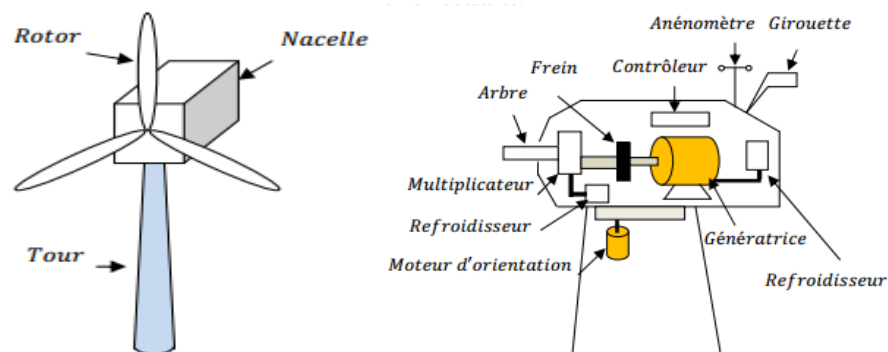 Rotor
Nacelle
Tour
Anénomètre Girouette
Frein
Contrôleur
Arbre
Multiplicateur
Refroidisseur
Génératrice
Moteur d'orientation
Refroidisseur